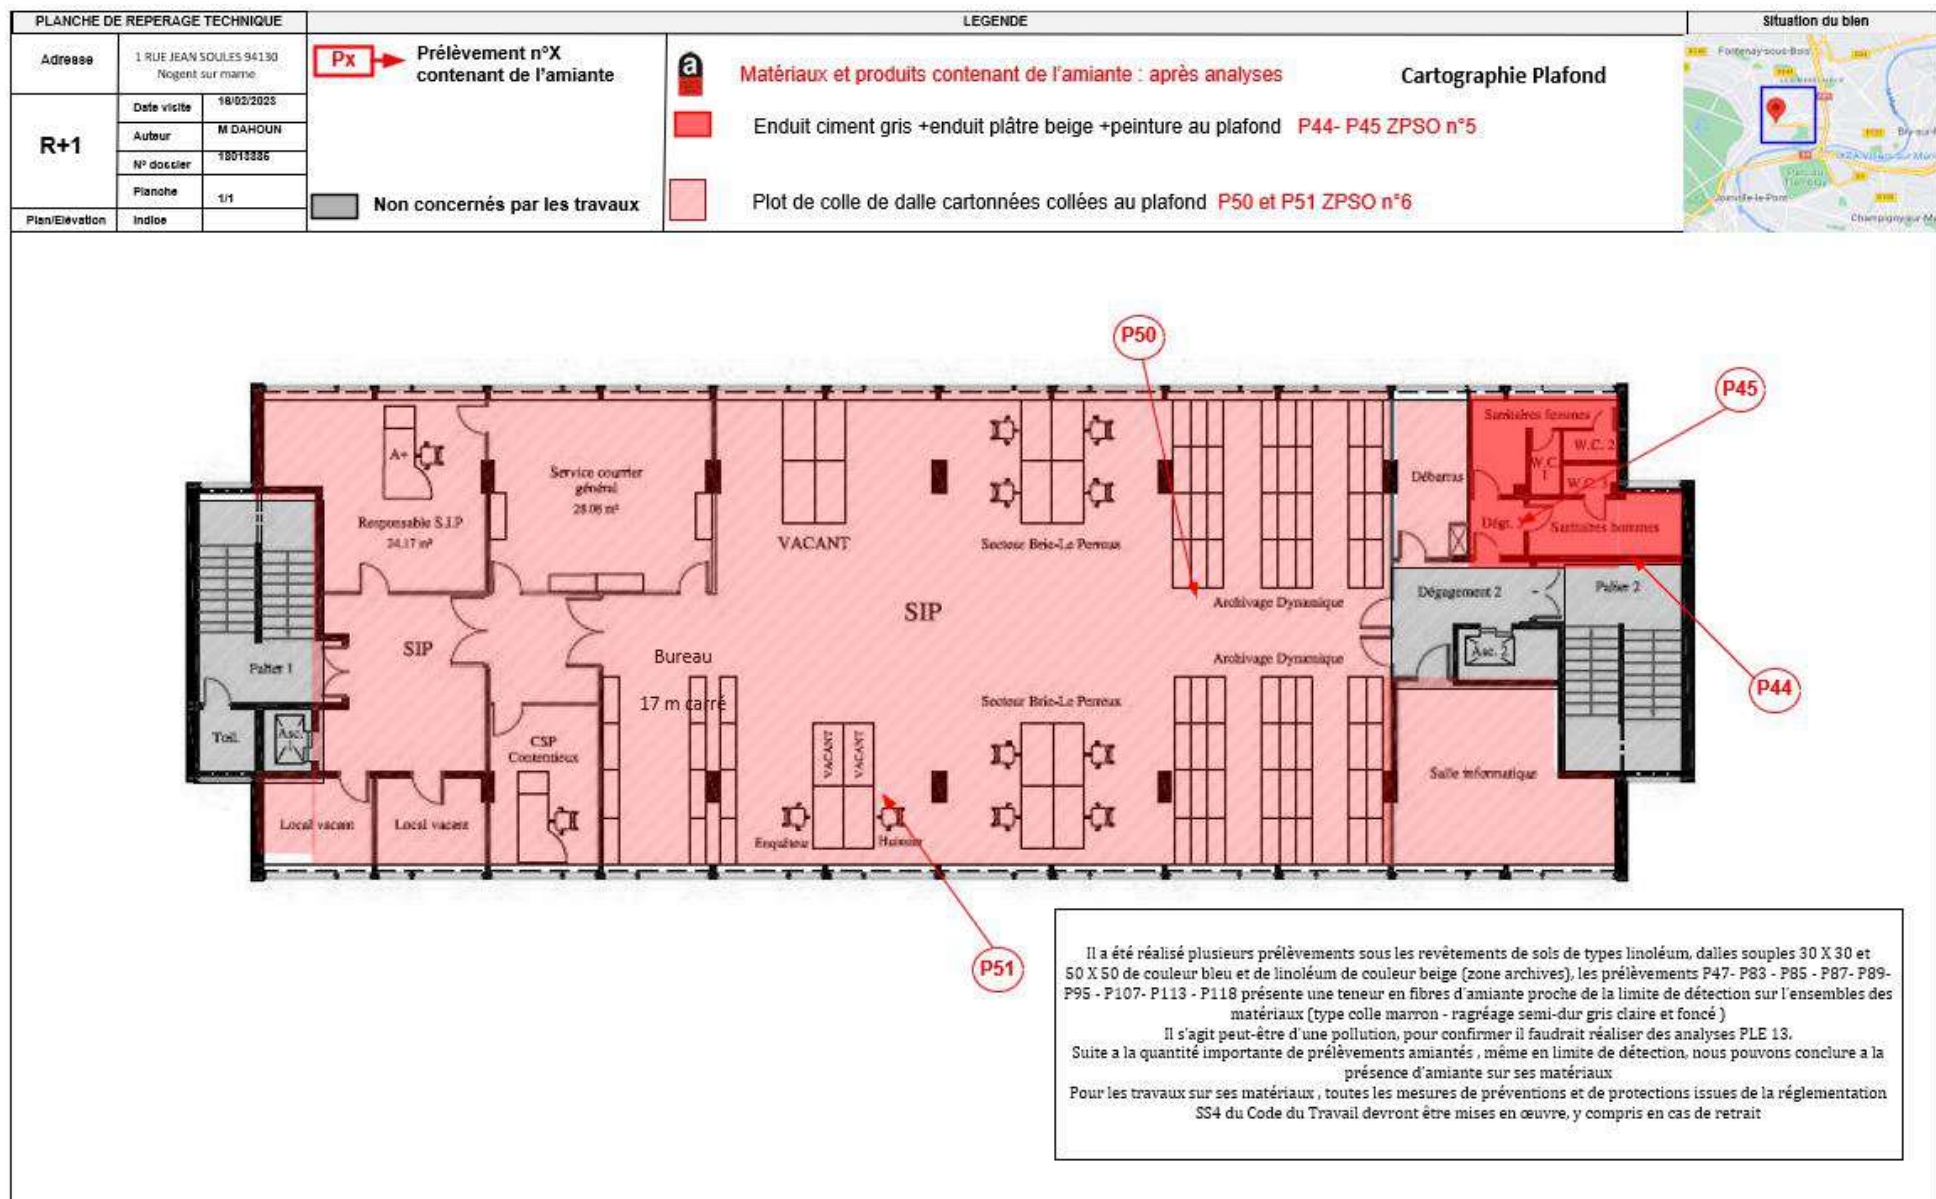 PLANCHE DE REPERAGE TECHNIQUE
LEGENDE
Situation du bien
Adresse
1 RUE JEAN SOULES 94130
Nogent sur marne
R+1
Date visite
16/02/2023
Auteur
M DAHOUN
N° dossier
Planche
1/1
Plan/Elévation
Indice
Px
Prélèvement n°X
contenant de l'amiante
Non concernés par les travaux
a
Matériaux et produits contenant de l'amiante : après analyses
Cartographie Plafond
Enduit ciment gris +enduit plâtre beige +peinture au plafond P44- P45 ZPSO n°5
Plot de colle de dalle cartonnées collées au plafond P50 et P51 ZPSO n°6
Fontenay-sous-Bois
Joinville-le-Pont
Champigny-sur-Ma
P50
P45
Sanitaires femmes
W.C. 2
W.C.
1
W.C. 3
A+
Service courrier
général
28.08 m²
Débarras
Responsable S.I.P
24.17 m²
VACANT
Secteur Brie-Le Perreux
Dégt. 3
Sanitaires hommes
Dégagement 2
Palier 2
Archivage Dynamique
SIP
SIP
Bureau
Palier 1
Archivage Dynamique
Asc. 2
P44
17 m carré
Secteur Brie-Le Perreux
Toil.
Asc.
1
CSP
Contentieux
VACANT
VACANT
Salle informatique
Local vacant
Local vacant
Enquêteur
Huissier
P51
Il a été réalisé plusieurs prélèvements sous les revêtements de sols de types linoléum, dalles souples 30 X 30 et
50 X 50 de couleur bleu et de linoléum de couleur beige (zone archives), les prélèvements P47- P83 - P85 - P87- P89-
P95 - P107- P113 - P118 présente une teneur en fibres d'amiante proche de la limite de détection sur l'ensembles des
matériaux (type colle marron - ragréage semi-dur gris claire et foncé )
Il s'agit peut-être d'une pollution, pour confirmer il faudrait réaliser des analyses PLE 13.
Suite a la quantité importante de prélèvements amiantés , même en limite de détection, nous pouvons conclure a la
présence d'amiante sur ses matériaux
Pour les travaux sur ses matériaux , toutes les mesures de préventions et de protections issues de la réglementation
SS4 du Code du Travail devront être mises en œuvre, y compris en cas de retrait